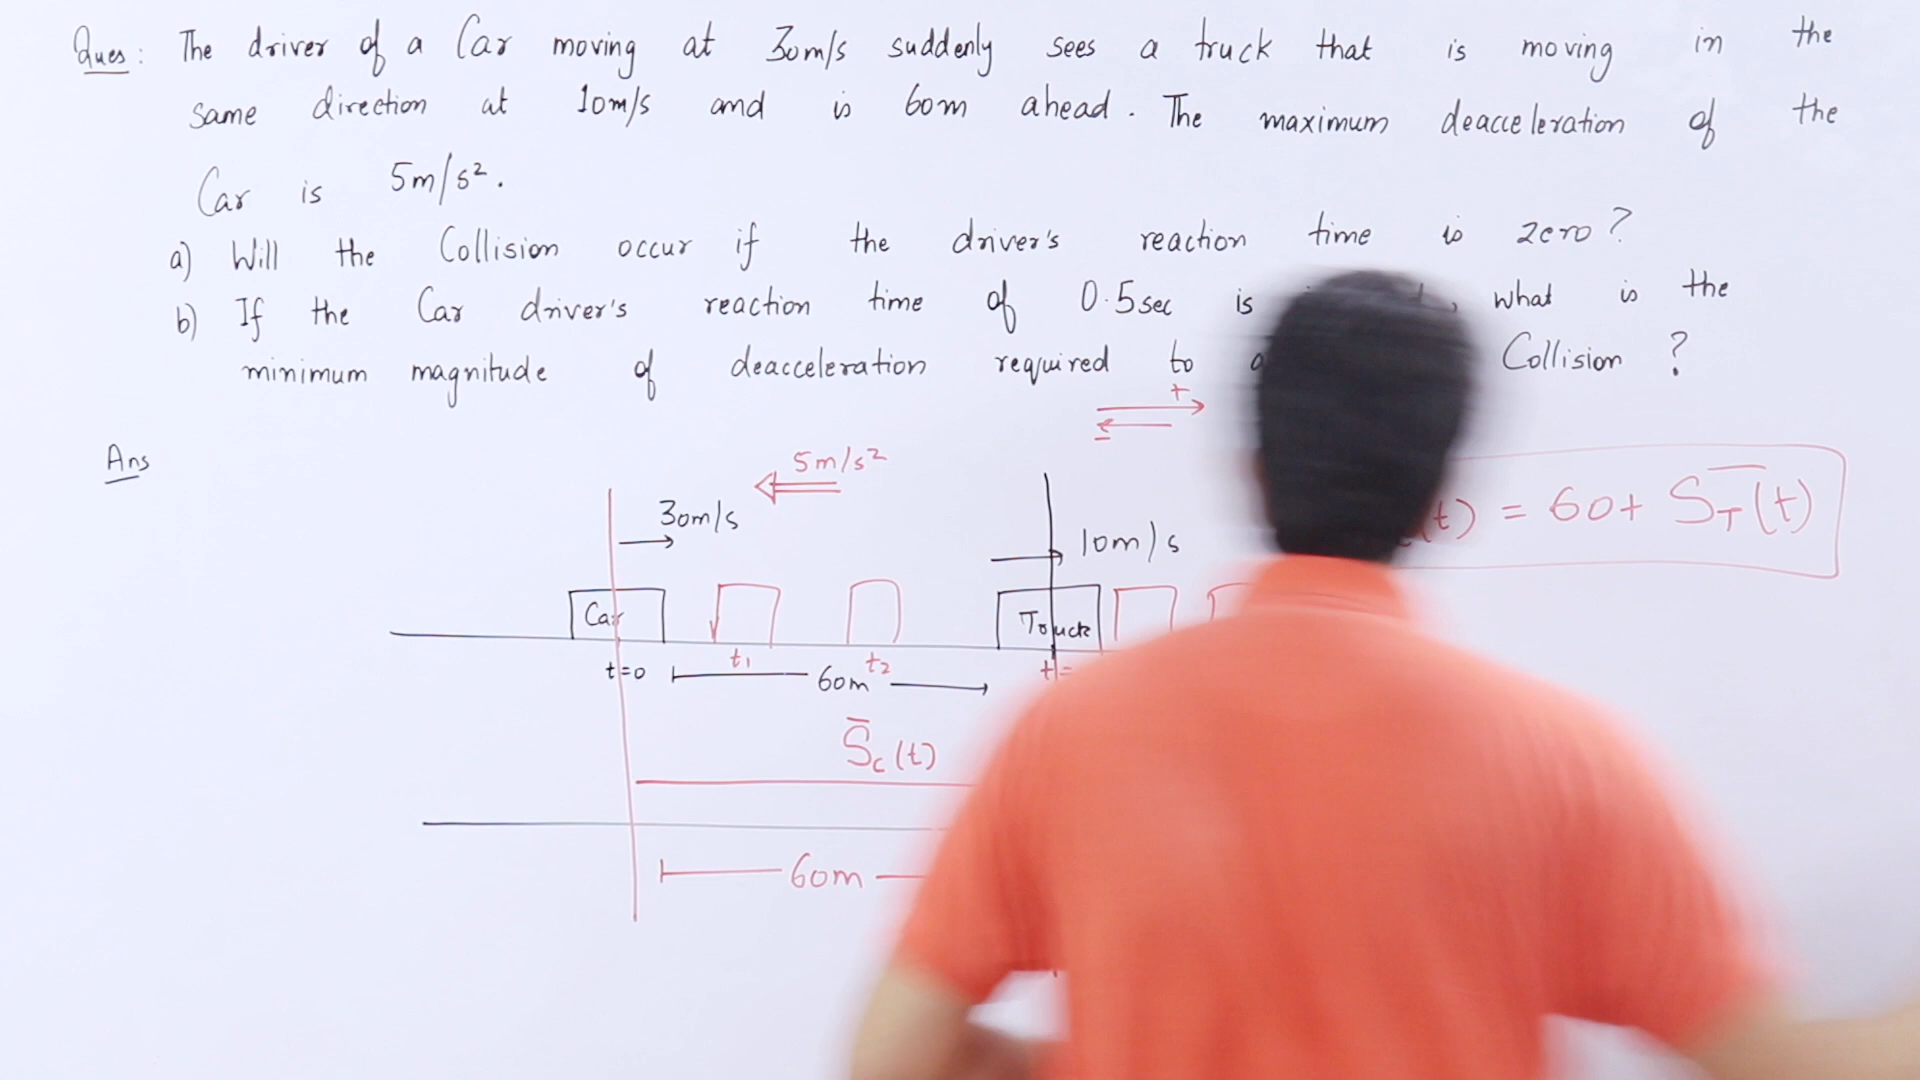 Ques: The driver of a Car moving at 30m/s suddenly sees a truck that is moving in the
same direction at 10m/s and is 60m ahead. The maximum deacceleration of the
Car is 5m/s².
a) Will the Collision occur if the driver's reaction time is zero?
b) If the Car driver's reaction time of 0.5sec is what is the
minimum magnitude of deacceleration required to Collision ?
+
-
Ans
5m/s²
30m/s
10m/s
(t) = 60+ S̅T(t)
Car
Truck
t=0
t1
t2
60m
t=
S̅c(t)
60m